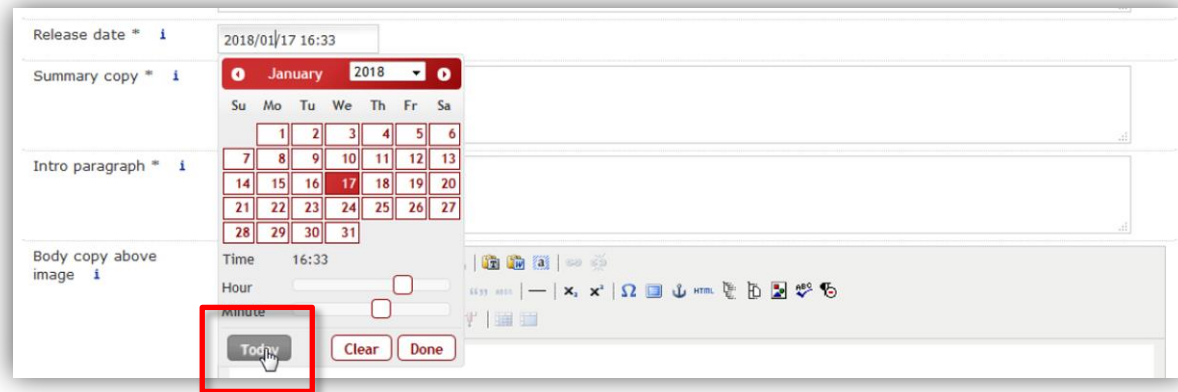 Release date * i
2018/01/17 16:33
January 2018
Summary copy * i
Su Mo Tu We Th Fr Sa
1 2 3 4 5 6
Intro paragraph * i
7 8 9 10 11 12 13
14 15 16 17 18 19 20
21 22 23 24 25 26 27
28 29 30 31
Body copy above
image i
Time 16:33
Hour
HTML ABC
Minute
Today Clear Done